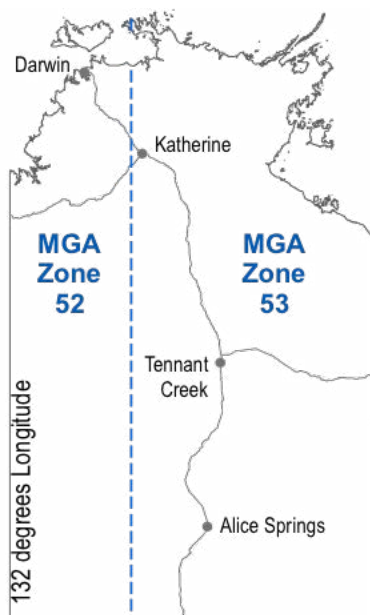 Darwin
Katherine
MGA
Zone
52
MGA
Zone
53
Tennant
Creek
Alice Springs
132 degrees Longitude